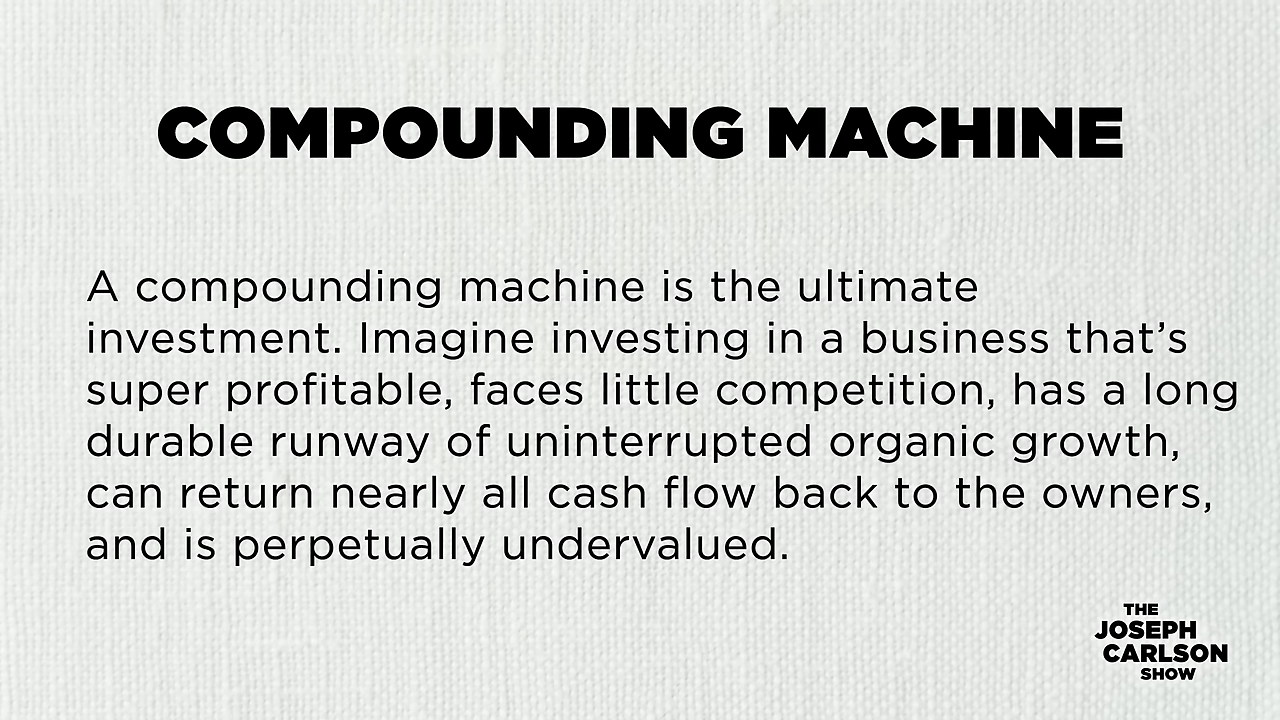 COMPOUNDING MACHINE
A compounding machine is the ultimate
investment. Imagine investing in a business that’s
super profitable, faces little competition, has a long
durable runway of uninterrupted organic growth,
can return nearly all cash flow back to the owners,
and is perpetually undervalued.
THE
JOSEPH
CARLSON
SHOW